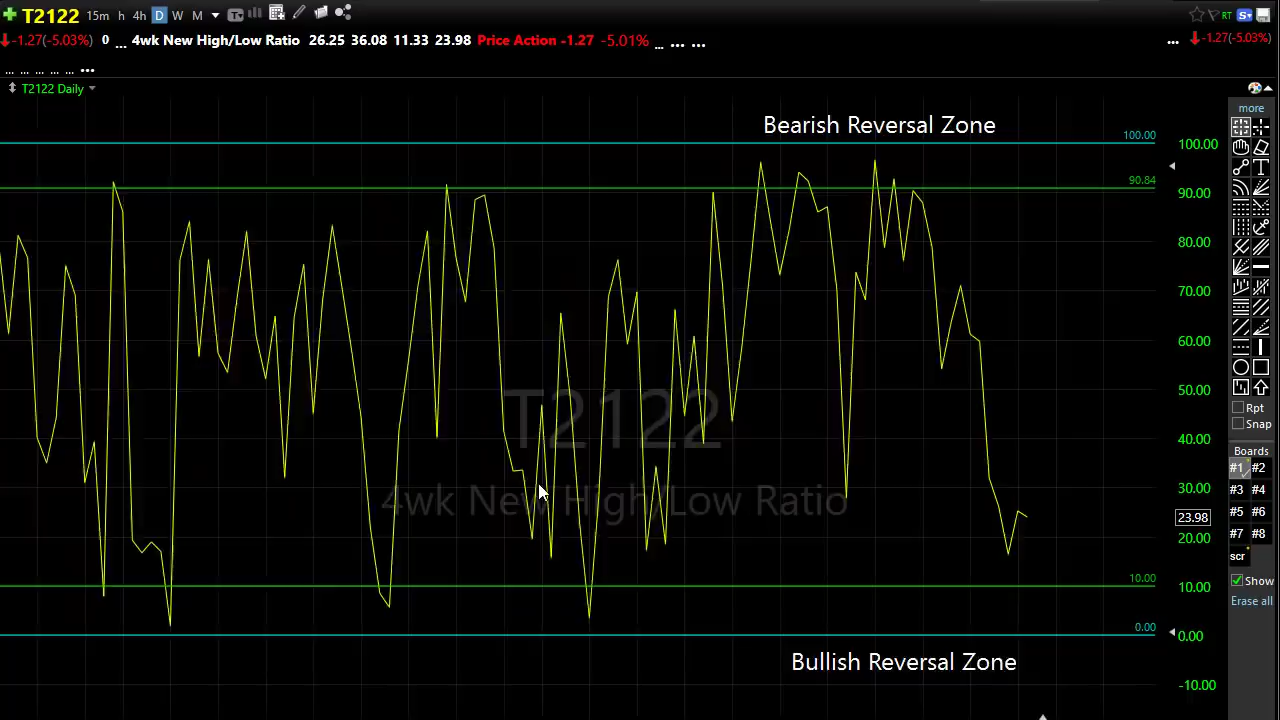 T2122 15m h 4h D W M RT S
-1.27(-5.03%) 0 ... 4wk New High/Low Ratio 26.25 36.08 11.33 23.98 Price Action -1.27 -5.01% ... ... ... ... -1.27(-5.03%)
... ... ... ... ... ...
T2122 Daily
more
Bearish Reversal Zone
100.00
100.00
90.84
90.00
80.00
70.00
60.00
50.00
40.00
30.00
23.98
20.00
10.00
10.00
0.00
0.00
-10.00
T2122
4wk New High/Low Ratio
Bullish Reversal Zone
Rpt
Snap
Boards
#1 #2
#3 #4
#5 #6
#7 #8
scr
Show
Erase all